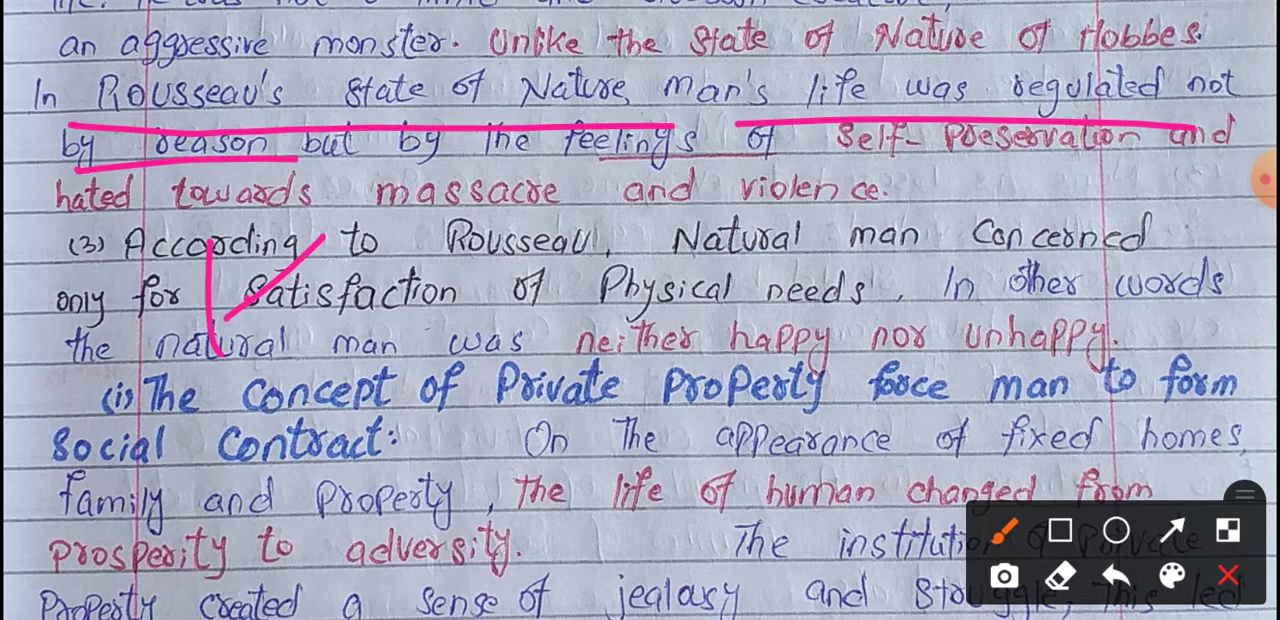 an aggressive monster. Unlike the State of Nature of Hobbes.
In Rousseau's State of Nature, man's life was regulated not
by reason but by the feelings of Self-Preservation and
hated towards massacre and violence.
(3) According to Rousseau, Natural man Concerned
only for Satisfaction of Physical needs. In other words
the natural man was neither happy nor unhappy.
(i) The Concept of Private Property force man to form
Social Contract: On the appearance of fixed homes,
family and Property, the life of human changed from
prosperity to adversity. The institution of Private
Property created a sense of jealousy and Struggle, This led